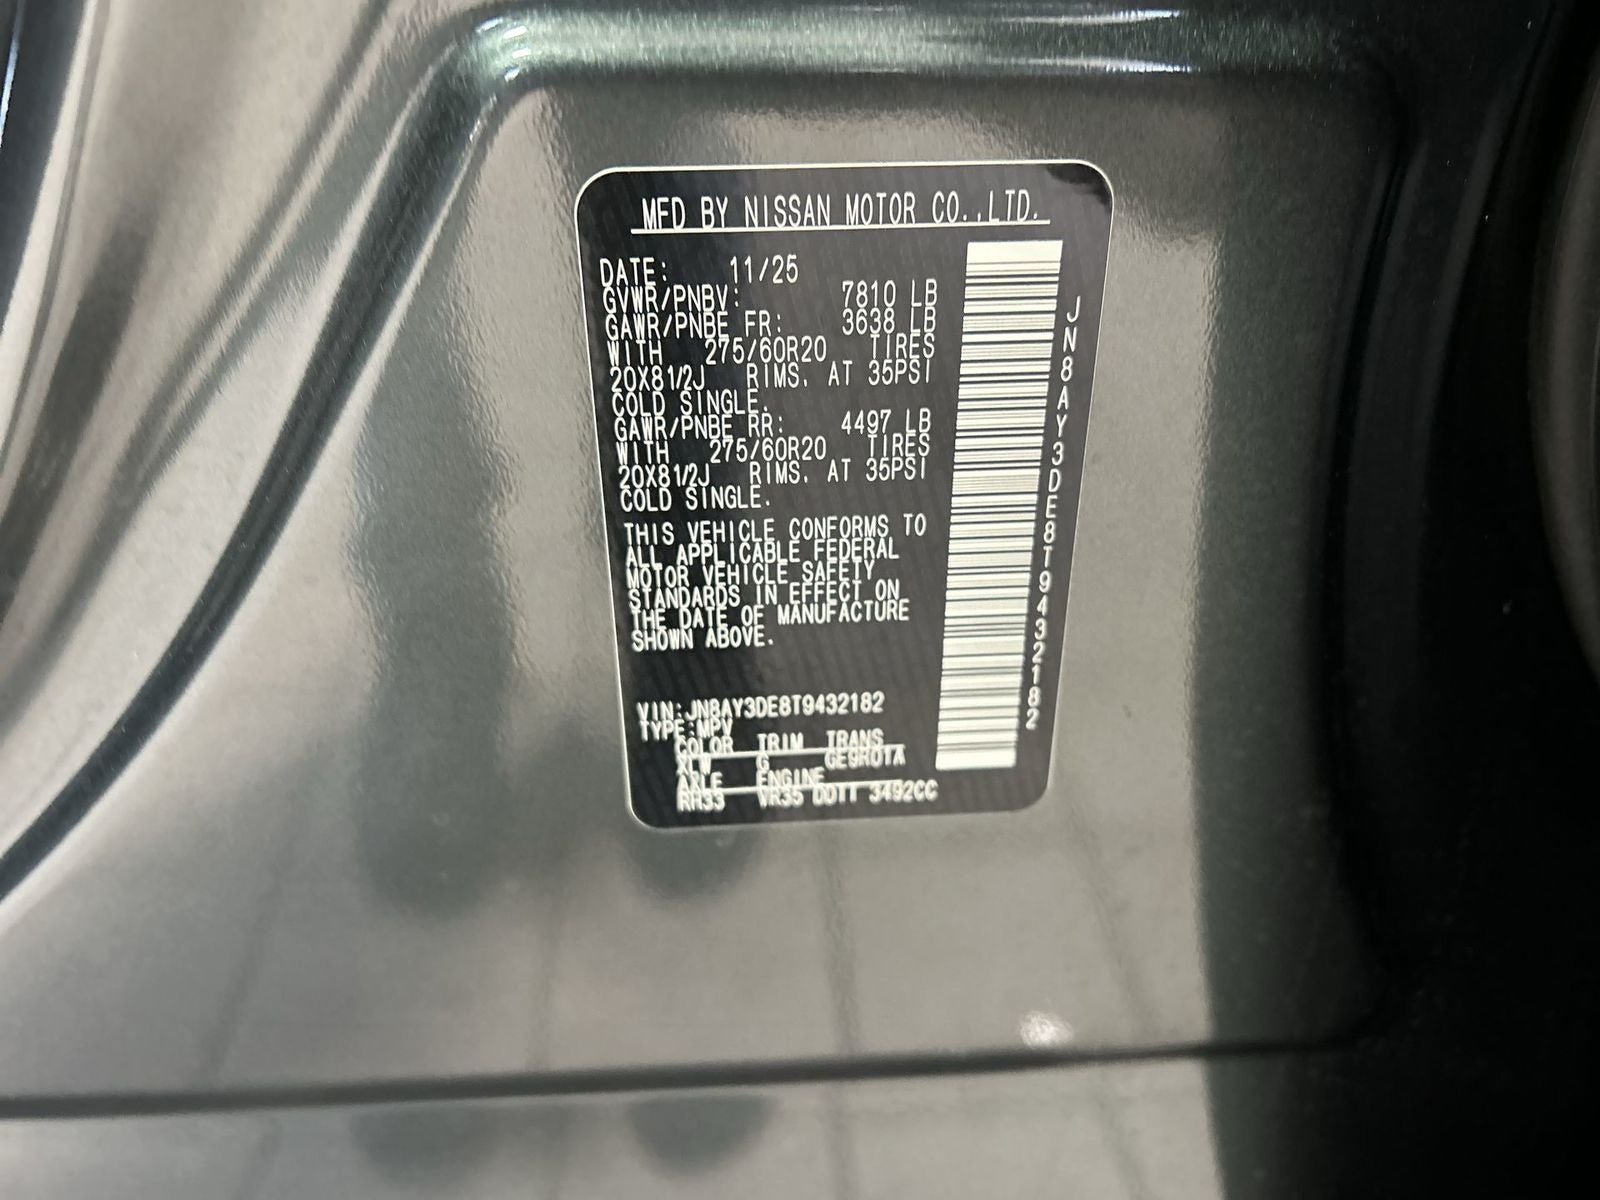 MFD BY NISSAN MOTOR CO.,LTD.
DATE: 11/25
GVWR/PNBV: 7810 LB
GAWR/PNBE FR: 3638 LB
WITH 275/60R20 TIRES
20X81/2J RIMS. AT 35PSI
COLD SINGLE.
GAWR/PNBE RR: 4497 LB
WITH 275/60R20 TIRES
20X81/2J RIMS. AT 35PSI
COLD SINGLE.
THIS VEHICLE CONFORMS TO
ALL APPLICABLE FEDERAL
MOTOR VEHICLE SAFETY
STANDARDS IN EFFECT ON
THE DATE OF MANUFACTURE
SHOWN ABOVE.
VIN:JN8AY3DE8T9432182
TYPE:MPV
COLOR TRIM TRANS
G GE9R01A
AXLE ENGINE
RH33 VR35 DDTT 3492CC
JN8AY3DE8T9432182